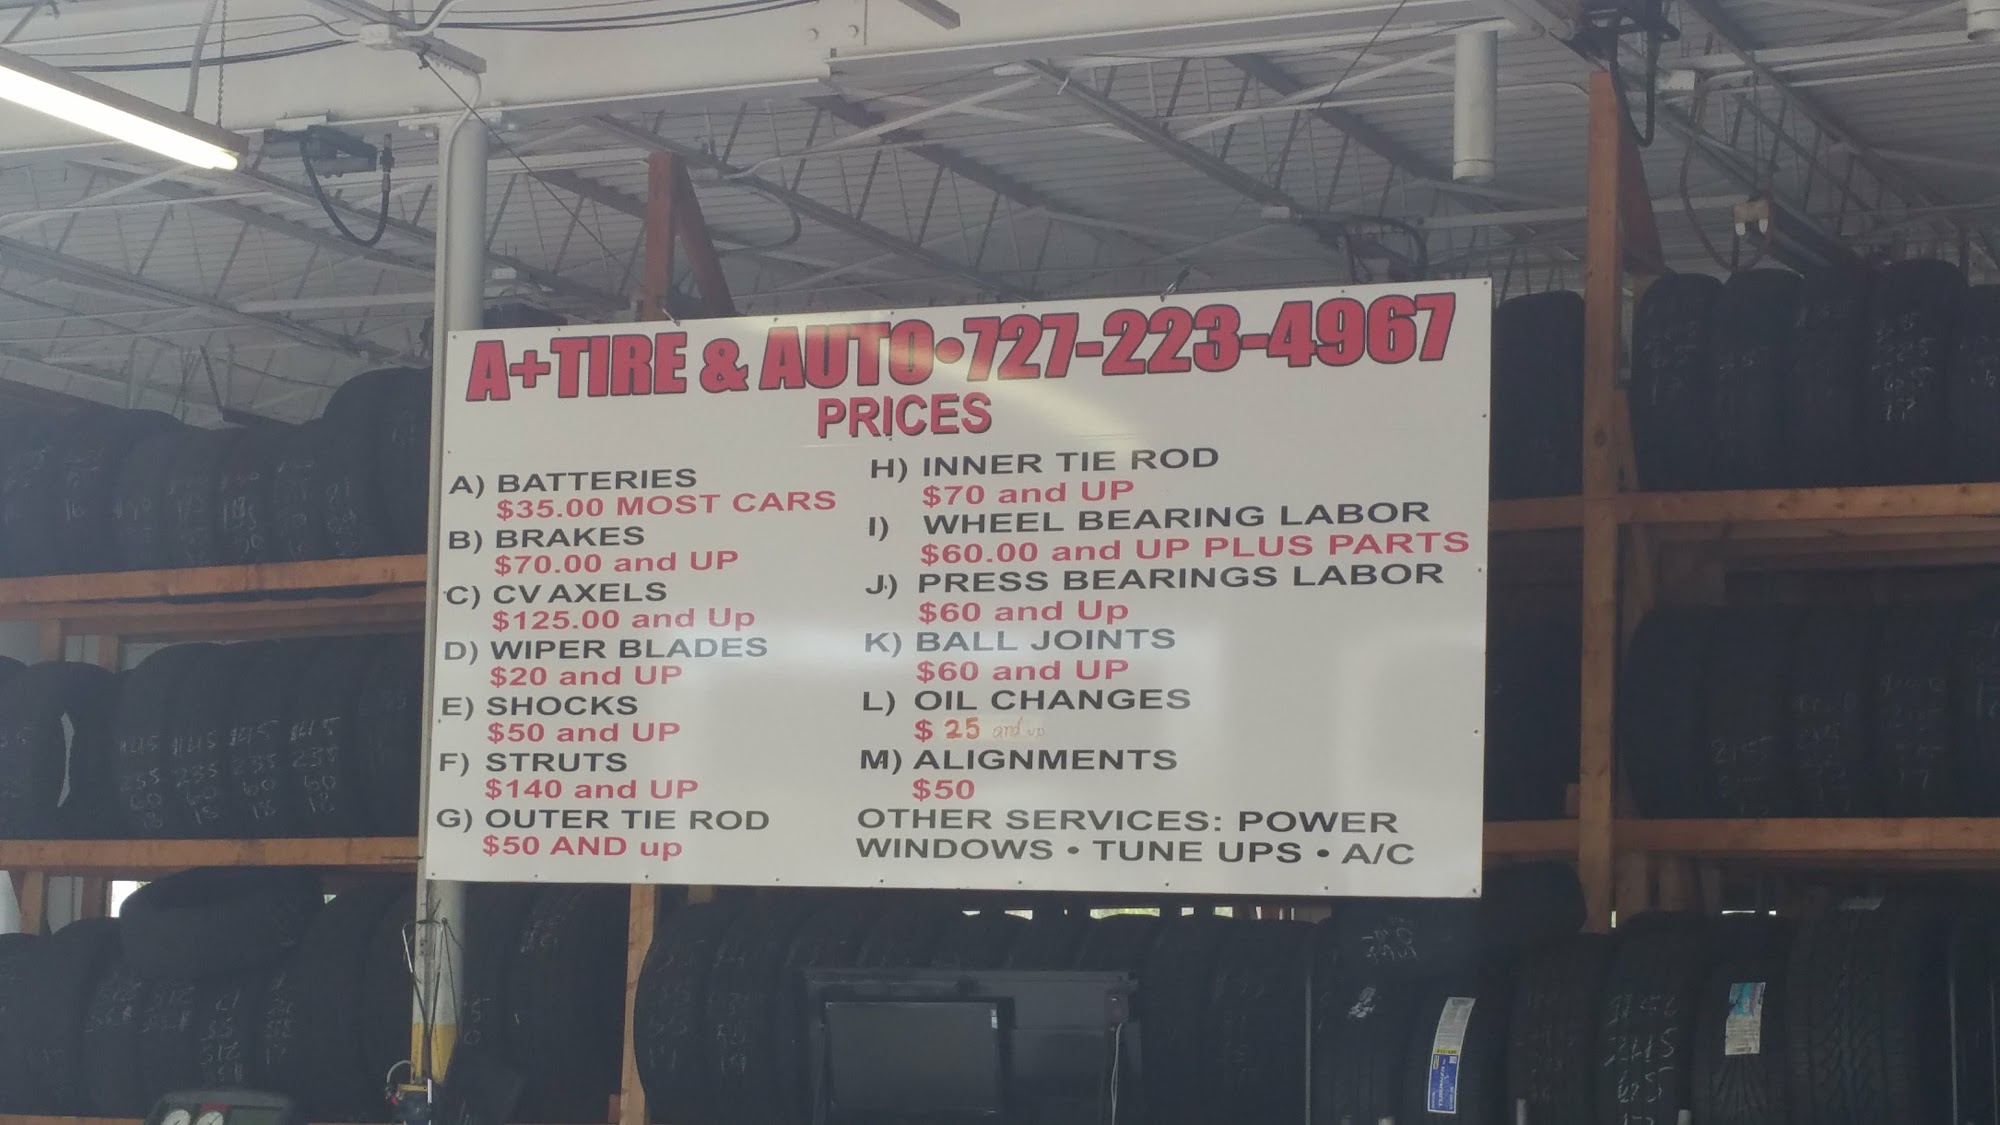 A+TIRE & AUTO•727-223-4967
PRICES
A) BATTERIES
$35.00 MOST CARS
B) BRAKES
$70.00 and UP
C) CV AXELS
$125.00 and Up
D) WIPER BLADES
$20 and UP
E) SHOCKS
$50 and UP
F) STRUTS
$140 and UP
G) OUTER TIE ROD
$50 AND up
H) INNER TIE ROD
$70 and UP
I) WHEEL BEARING LABOR
$60.00 and UP PLUS PARTS
J) PRESS BEARINGS LABOR
$60 and Up
K) BALL JOINTS
$60 and UP
L) OIL CHANGES
$ 25 and up
M) ALIGNMENTS
$50
OTHER SERVICES: POWER
WINDOWS • TUNE UPS • A/C